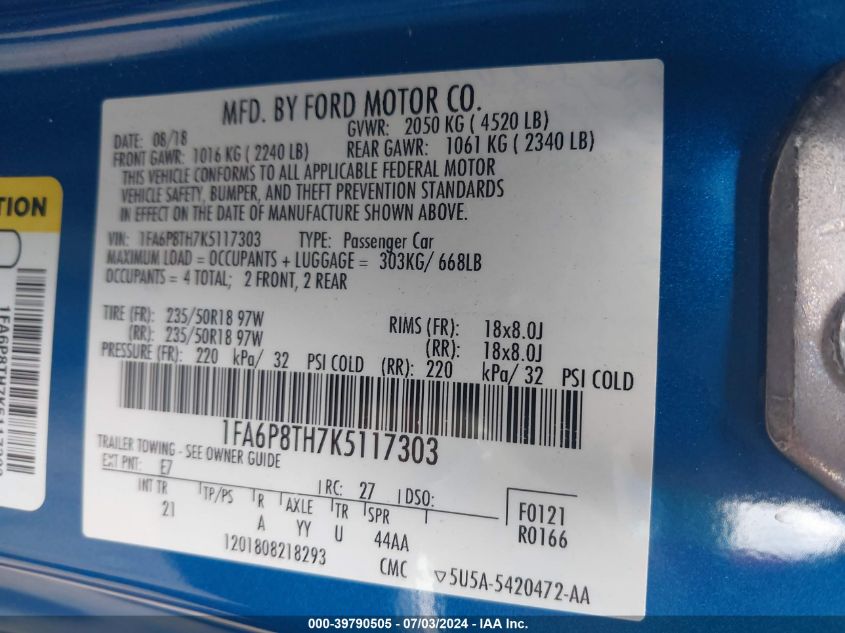 MFD. BY FORD MOTOR CO.
DATE: 08/18 GVWR: 2050 KG ( 4520 LB)
FRONT GAWR: 1016 KG ( 2240 LB) REAR GAWR: 1061 KG ( 2340 LB)
THIS VEHICLE CONFORMS TO ALL APPLICABLE FEDERAL MOTOR
VEHICLE SAFETY, BUMPER, AND THEFT PREVENTION STANDARDS
IN EFFECT ON THE DATE OF MANUFACTURE SHOWN ABOVE.
VIN: 1FA6P8TH7K5117303 TYPE: Passenger Car
MAXIMUM LOAD = OCCUPANTS + LUGGAGE = 303KG/ 668LB
OCCUPANTS = 4 TOTAL; 2 FRONT, 2 REAR
TIRE (FR): 235/50R18 97W RIMS (FR): 18x8.0J
(RR): 235/50R18 97W (RR): 18x8.0J
PRESSURE (FR): 220 kPa/ 32 PSI COLD (RR): 220 kPa/ 32 PSI COLD
1FA6P8TH7K5117303
TRAILER TOWING - SEE OWNER GUIDE
EXT PNT: E7 RC: 27 DSO:
INT TR TP/PS R AXLE TR SPR F0121
21 A YY U 44AA R0166
1201808218293 CMC ▽5U5A-5420472-AA
TION
1FA6P8TH7K5117303
000-39790505 - 07/03/2024 - IAA Inc.